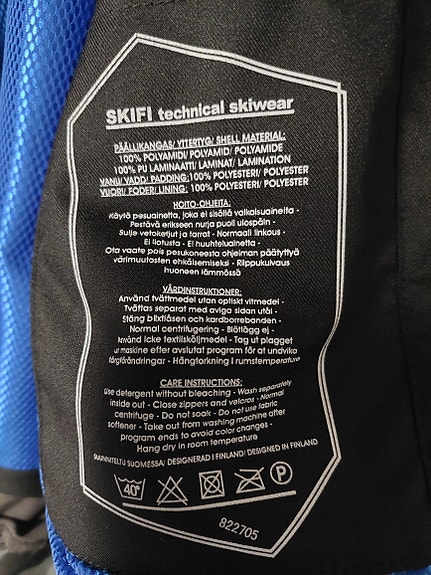 SKIFI technical skiwear
PÄÄLLIKANGAS/ YTTERTYG/ SHELL MATERIAL:
100% POLYAMIDI/ POLYAMID/ POLYAMIDE
100% PU LAMINAATTI/ LAMINAT/ LAMINATION
VANU/ VADD/ PADDING:100% POLYESTERI/ POLYESTER
VUORI/ FODER/ LINING: 100% POLYESTERI/ POLYESTER
HOITO-OHJEITA:
Käytä pesuainetta, joka ei sisällä valkaisuainetta -
Pestävä erikseen nurja puoli ulospäin -
Sulje vetoketjut ja tarrat - Normaali linkous -
Ei liotusta - Ei huuhteluainetta -
Ota vaate pois pesukoneesta ohjelman päätyttyä
värimuutosten ehkäisemiseksi - Ripustuskuivaus
huoneen lämmössä
VÅRDINSTRUKTIONER:
Använd tvättmedel utan optiskt vitmedel -
Tvättas separat med aviga sidan utåt -
Stäng blixtlåsen och kardborrebanden -
Normal centrifugering - Blötlägg ej -
Använd icke textilsköljmedel - Tag ut plagget
ur maskine efter avslutat program för at undvika
färgförändringar - Hängtorkning i rumstemperatur
CARE INSTRUCTIONS:
Use detergent without bleaching - Wash separately
inside out - Close zippers and velcros - Normal
centrifuge - Do not soak - Do not use fabric
softener - Take out from washing machine after
program ends to avoid color changes -
Hang dry in room temperature
SUUNNITELTU SUOMESSA/ DESIGNERAD I FINLAND/ DESIGNED IN FINLAND
40° P
822705